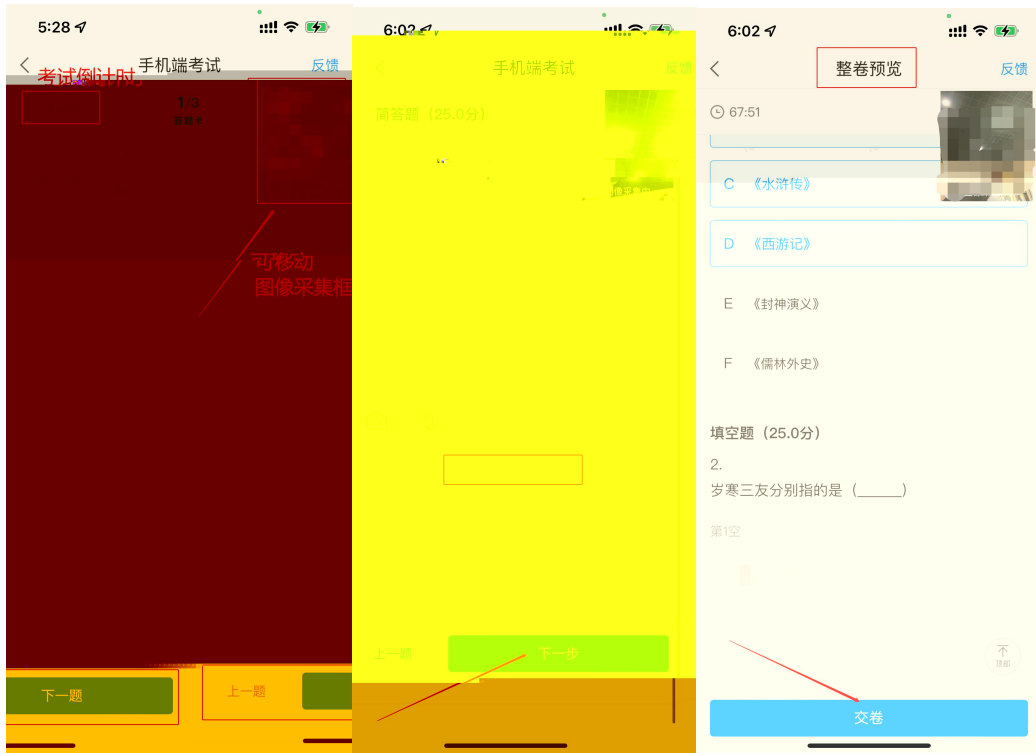 5:28
考试倒计时
手机端考试
反馈
1/3
可移动
图像采集框
下一题
上一题
6:02
手机端考试
反馈
简答题（25.0分）
上一题
下一步
6:02
整卷预览
反馈
67:51
C 《水浒传》
D 《西游记》
E 《封神演义》
F 《儒林外史》
填空题（25.0分）
2.
岁寒三友分别指的是（______）
第1空
顶部
交卷